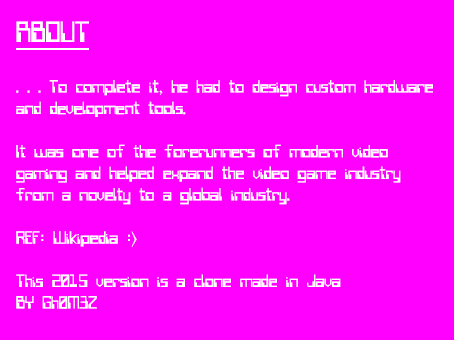 ABOUT
. . . To complete it, he had to design custom hardware
and development tools.
It was one of the forerunners of modern video
gaming and helped expand the video game industry
from a novelty to a global industry.
REF: Wikipedia :)
This 2015 version is a clone made in Java
BY Gh0M3Z